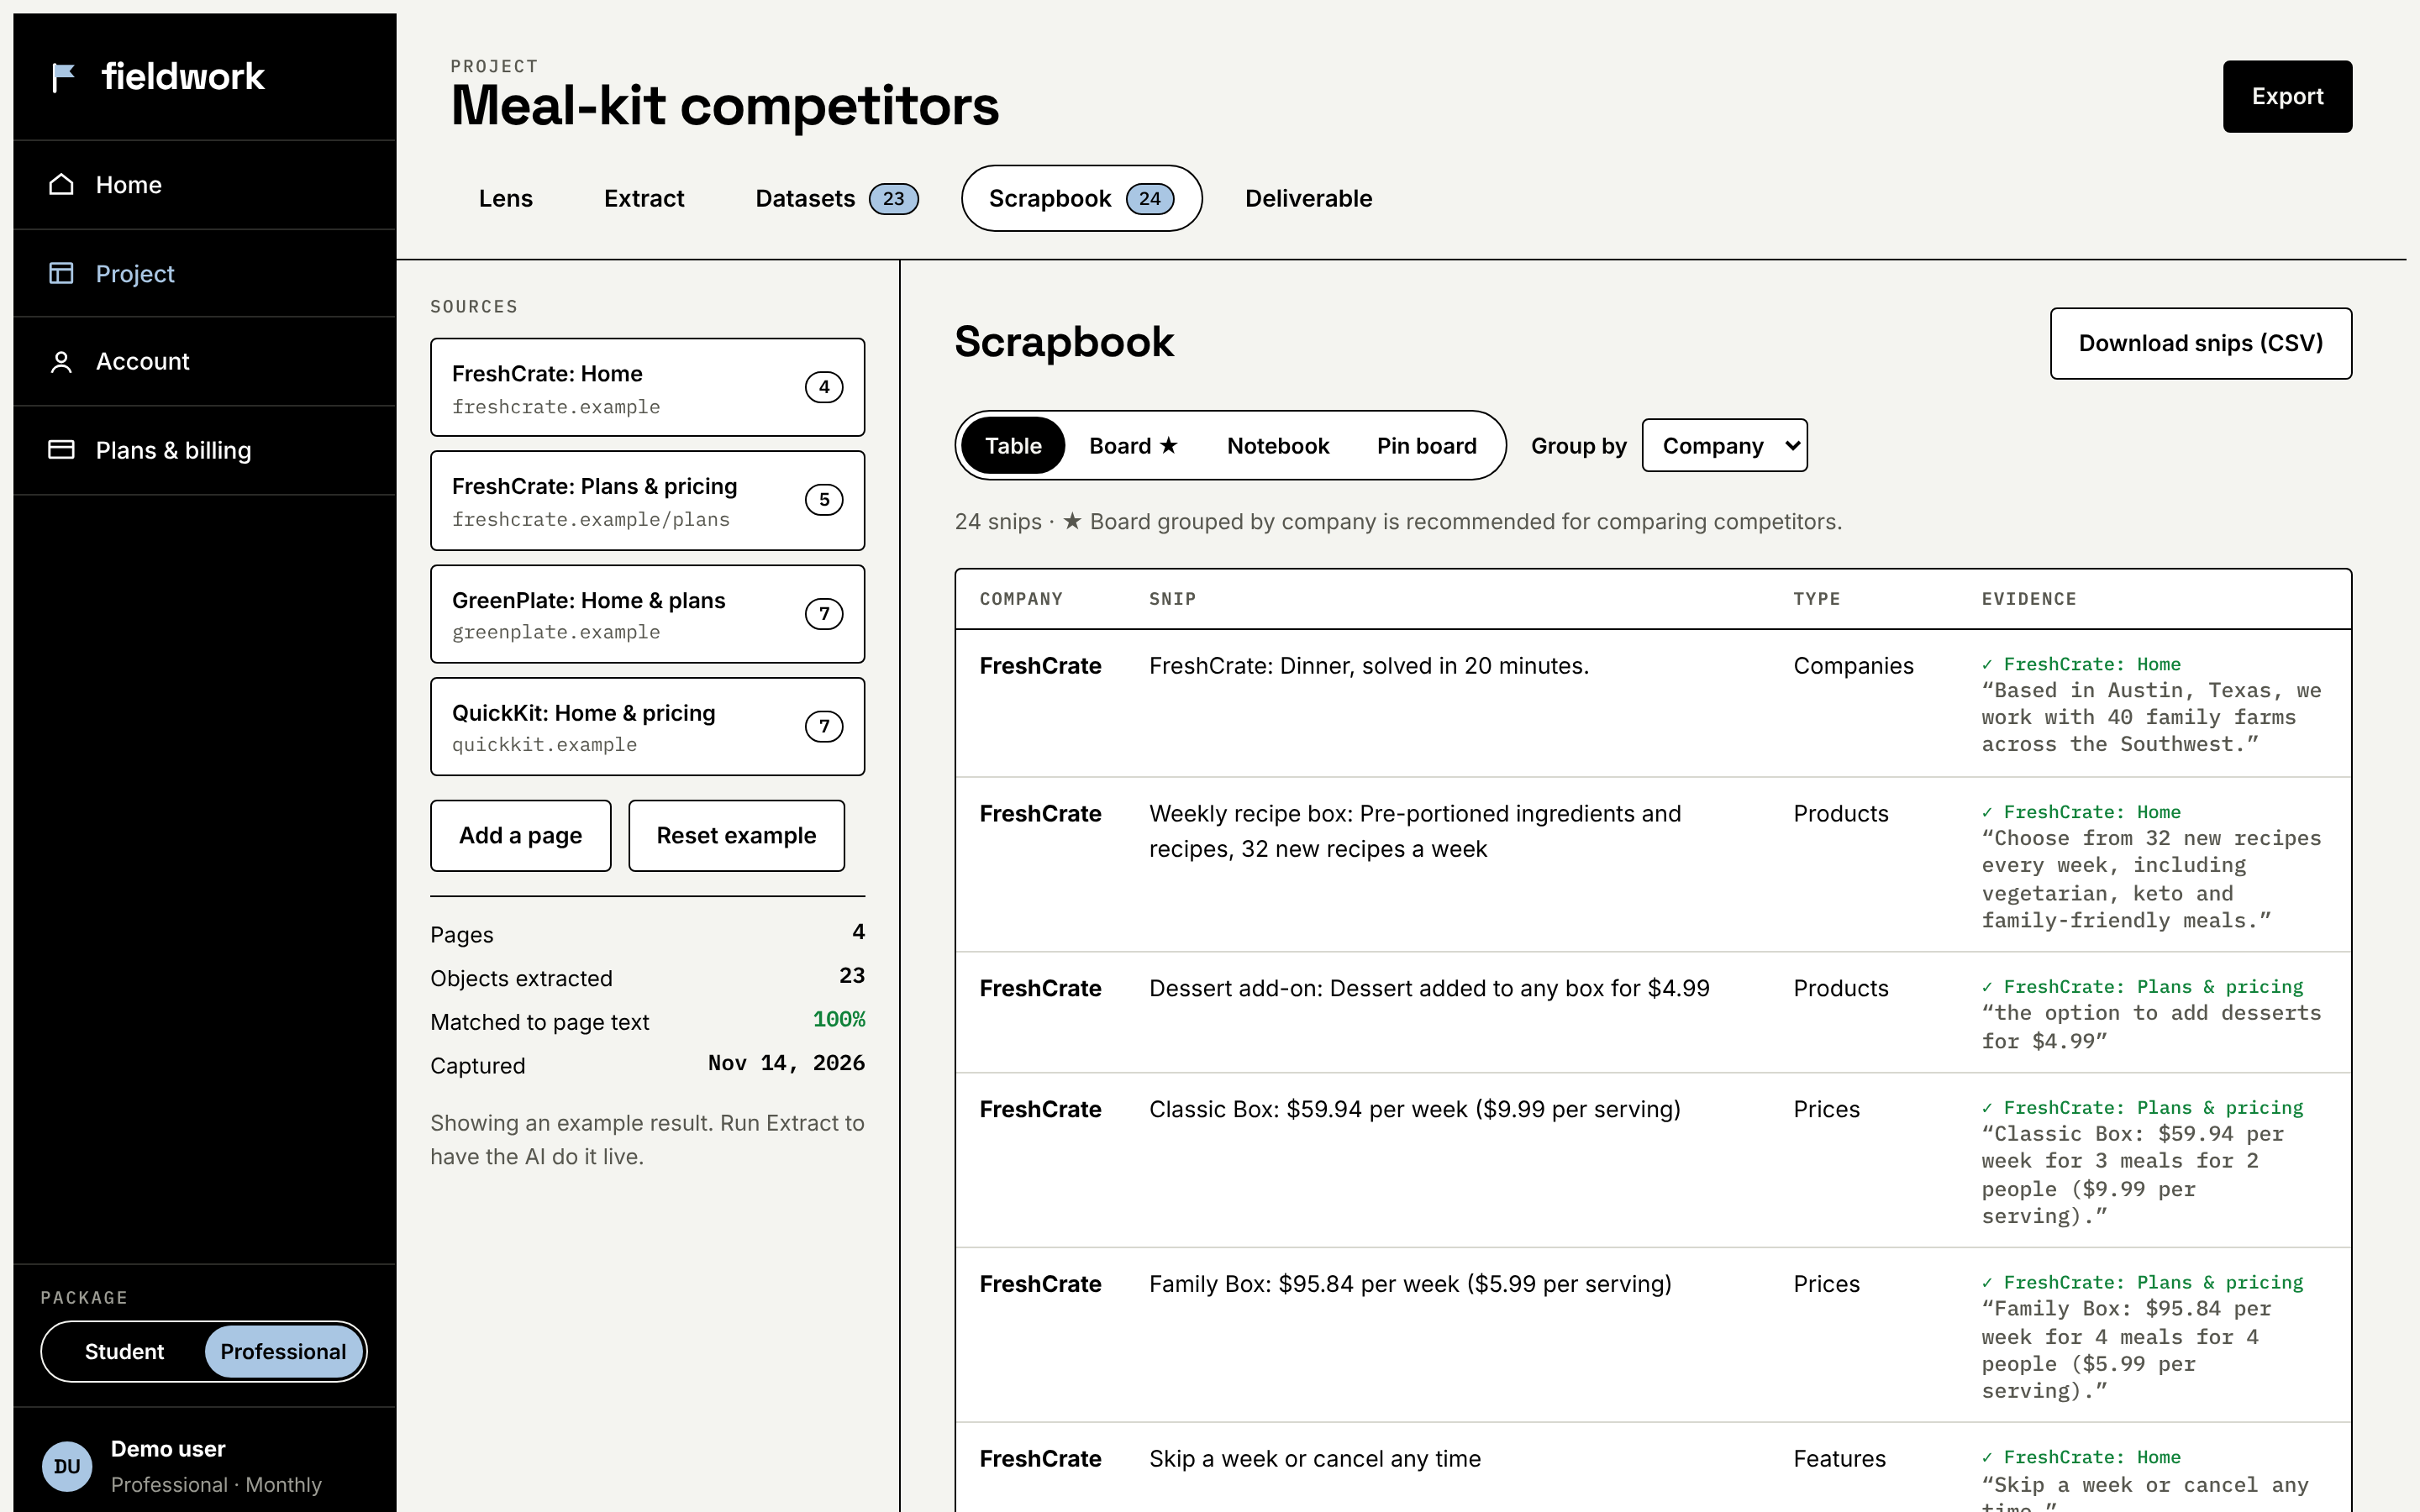 fieldwork
Home
Project
Account
Plans & billing
PACKAGE
Student Professional
DU
Demo user
Professional · Monthly
PROJECT
Meal-kit competitors
Export
Lens Extract Datasets 23 Scrapbook 24 Deliverable
SOURCES
FreshCrate: Home
freshcrate.example
4
FreshCrate: Plans & pricing
freshcrate.example/plans
5
GreenPlate: Home & plans
greenplate.example
7
QuickKit: Home & pricing
quickkit.example
7
Add a page Reset example
Pages 4
Objects extracted 23
Matched to page text 100%
Captured Nov 14, 2026
Showing an example result. Run Extract to
have the AI do it live.
Scrapbook
Download snips (CSV)
Table Board ★ Notebook Pin board Group by Company
24 snips · ★ Board grouped by company is recommended for comparing competitors.
COMPANY SNIP TYPE EVIDENCE
FreshCrate FreshCrate: Dinner, solved in 20 minutes. Companies ✓ FreshCrate: Home
“Based in Austin, Texas, we
work with 40 family farms
across the Southwest.”
FreshCrate Weekly recipe box: Pre-portioned ingredients and
recipes, 32 new recipes a week
Products ✓ FreshCrate: Home
“Choose from 32 new recipes
every week, including
vegetarian, keto and
family-friendly meals.”
FreshCrate Dessert add-on: Dessert added to any box for $4.99 Products ✓ FreshCrate: Plans & pricing
“the option to add desserts
for $4.99”
FreshCrate Classic Box: $59.94 per week ($9.99 per serving) Prices ✓ FreshCrate: Plans & pricing
“Classic Box: $59.94 per
week for 3 meals for 2
people ($9.99 per
serving).”
FreshCrate Family Box: $95.84 per week ($5.99 per serving) Prices ✓ FreshCrate: Plans & pricing
“Family Box: $95.84 per
week for 4 meals for 4
people ($5.99 per
serving).”
FreshCrate Skip a week or cancel any time Features ✓ FreshCrate: Home
“Skip a week or cancel any
time.”